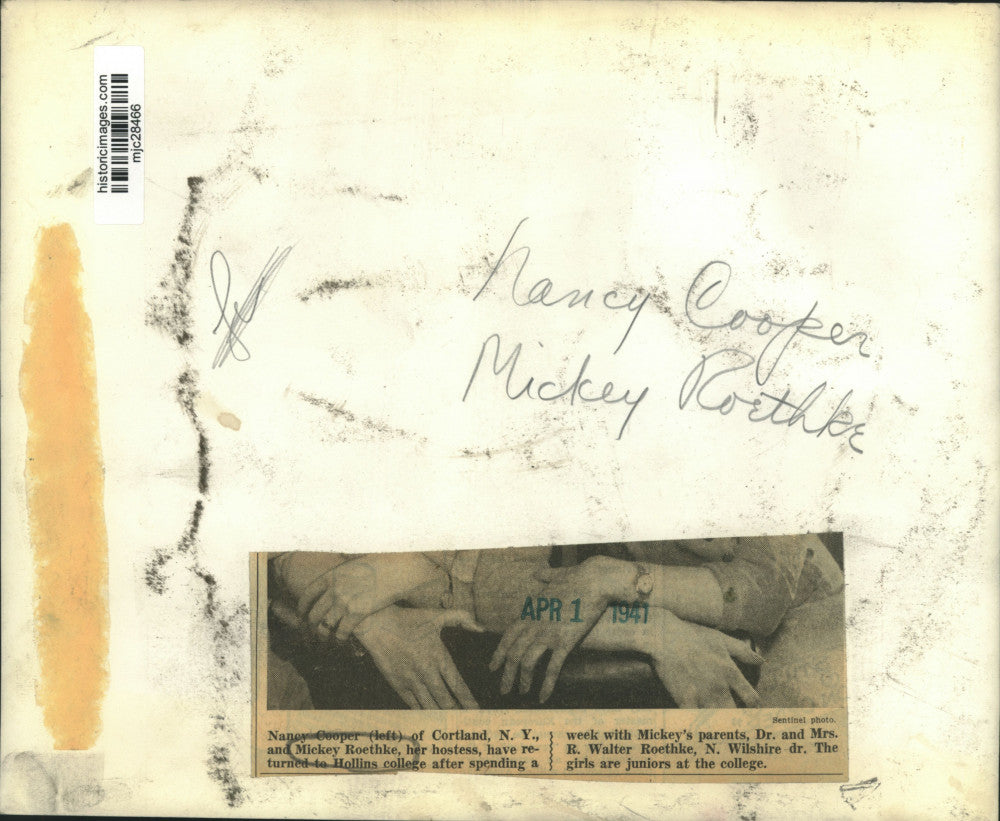 historicimages.com
mjc28466
Nancy Cooper
Mickey Roethke
APR 1 1947
Sentinel photo.
Nancy Cooper (left) of Cortland, N. Y.,
and Mickey Roethke, her hostess, have re-
turned to Hollins college after spending a
week with Mickey's parents, Dr. and Mrs.
R. Walter Roethke, N. Wilshire dr. The
girls are juniors at the college.